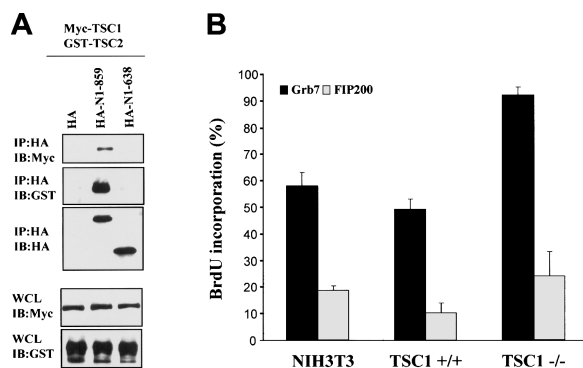 A
Myc-TSC1
GST-TSC2
HA
HA-N1-859
HA-N1-638
IP:HA
IB:Myc
IP:HA
IB:GST
IP:HA
IB:HA
WCL
IB:Myc
WCL
IB:GST
B
Grb7 FIP200
BrdU incorporation (%)
100
90
80
70
60
50
40
30
20
10
0
NIH3T3 TSC1 +/+ TSC1 -/-